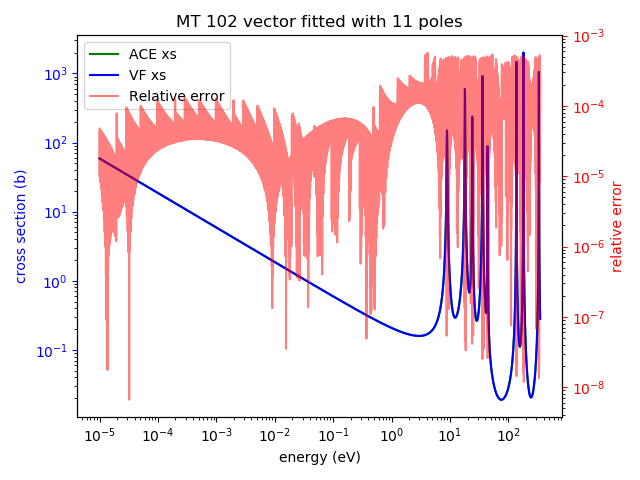 MT 102 vector fitted with 11 poles
ACE xs
VF xs
Relative error
cross section (b)
10³
10²
10¹
10⁰
10⁻¹
10⁻³
10⁻⁴
10⁻⁵
10⁻⁶
10⁻⁷
10⁻⁸
relative error
10⁻⁵ 10⁻⁴ 10⁻³ 10⁻² 10⁻¹ 10⁰ 10¹ 10²
energy (eV)